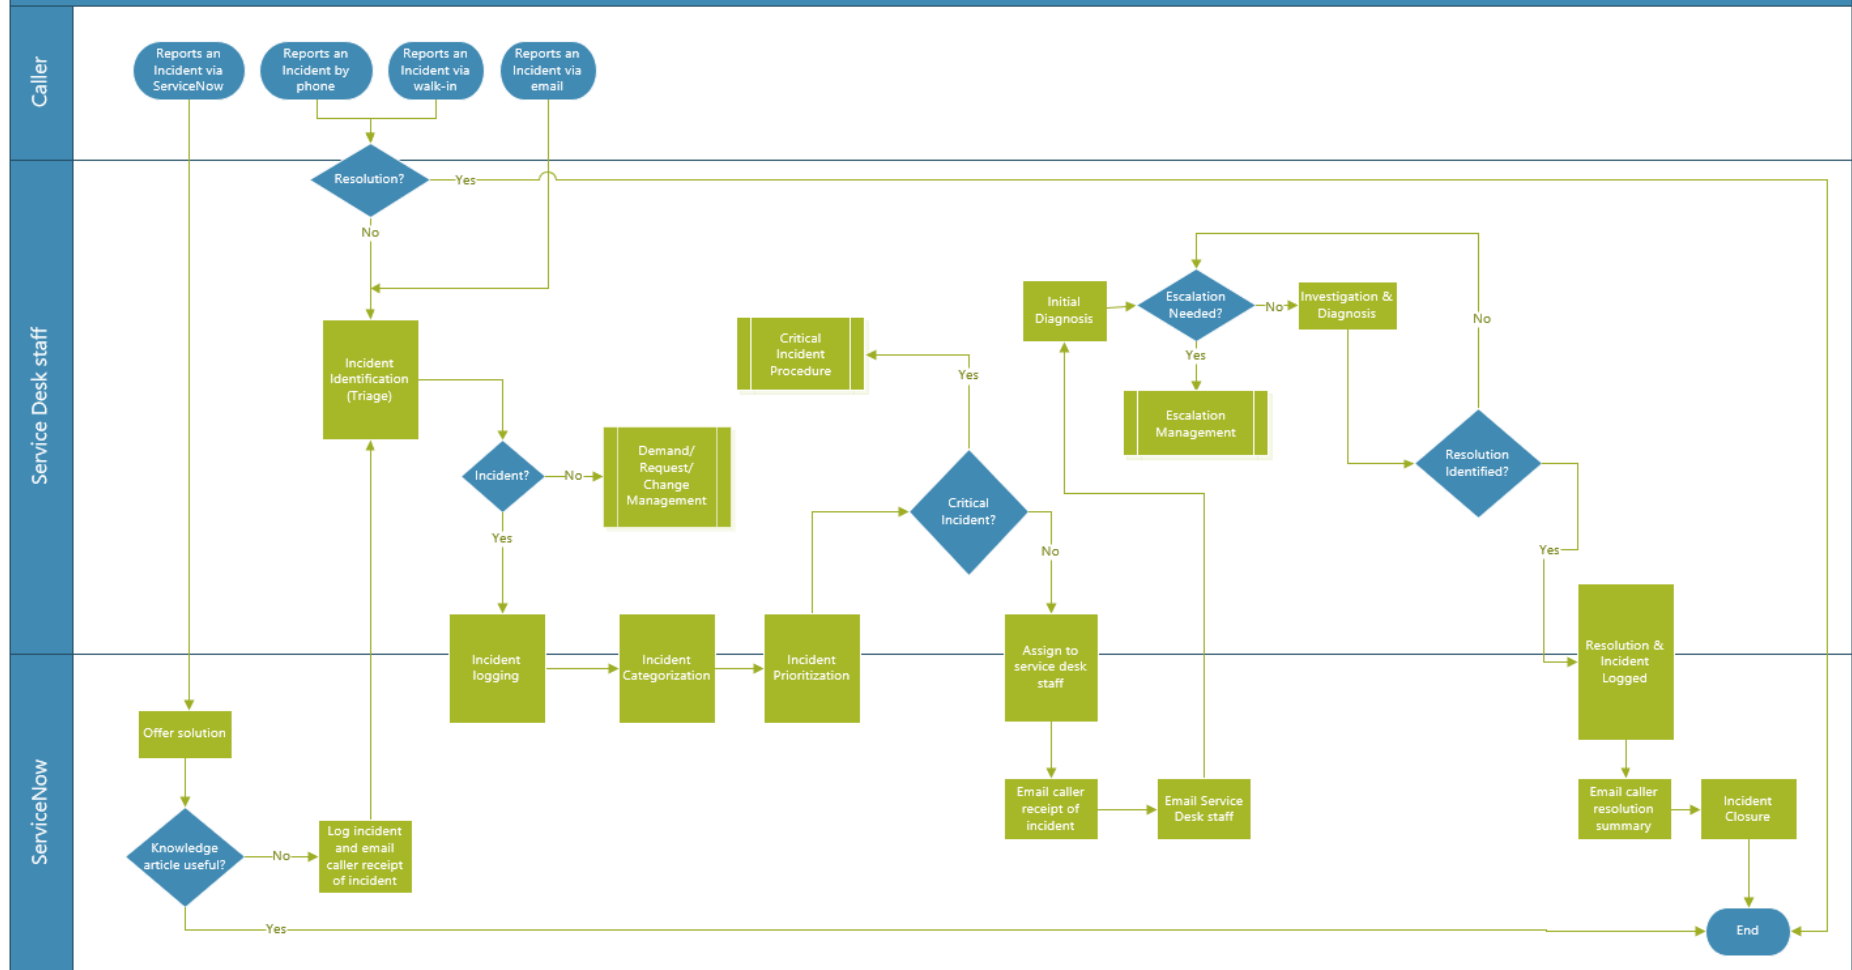 Caller
Reports an
Incident via
ServiceNow
Reports an
Incident by
phone
Reports an
Incident via
walk-in
Reports an
Incident via
email
Service Desk staff
Resolution?
Yes
No
Incident
Identification
(Triage)
Incident?
No
Demand/
Request/
Change
Management
Yes
Critical
Incident
Procedure
Yes
Critical
Incident?
No
Initial
Diagnosis
Escalation
Needed?
No
Investigation &
Diagnosis
Yes
Escalation
Management
No
Resolution
Identified?
Yes
Incident
logging
Incident
Categorization
Incident
Prioritization
Assign to
service desk
staff
Resolution &
Incident
Logged
ServiceNow
Offer solution
Knowledge
article useful?
No
Log incident
and email
caller receipt
of incident
Yes
Email caller
receipt of
incident
Email Service
Desk staff
Email caller
resolution
summary
Incident
Closure
End